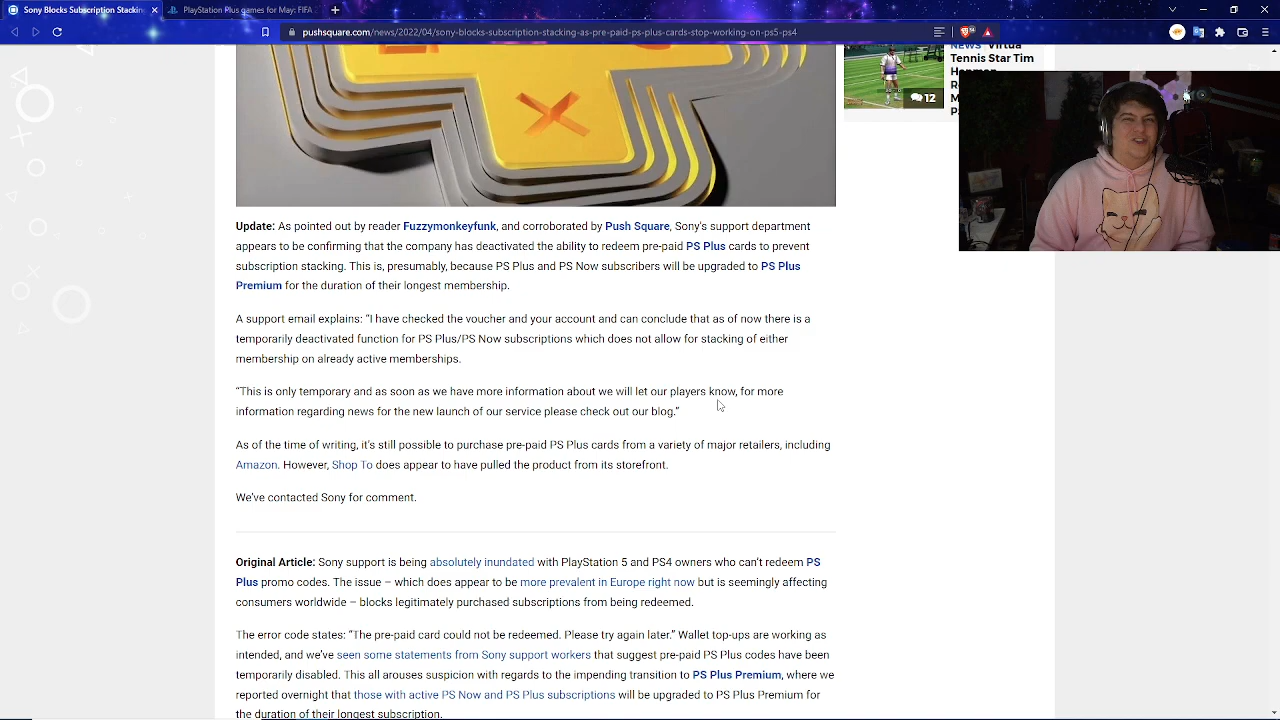 Sony Blocks Subscription Stacking
PlayStation Plus games for May: FIFA
pushsquare.com/news/2022/04/sony-blocks-subscription-stacking-as-pre-paid-ps-plus-cards-stop-working-on-ps5-ps4
NEWS Virtua
Tennis Star Tim
12
Update: As pointed out by reader Fuzzymonkeyfunk, and corroborated by Push Square, Sony's support department
appears to be confirming that the company has deactivated the ability to redeem pre-paid PS Plus cards to prevent
subscription stacking. This is, presumably, because PS Plus and PS Now subscribers will be upgraded to PS Plus
Premium for the duration of their longest membership.
A support email explains: “I have checked the voucher and your account and can conclude that as of now there is a
temporarily deactivated function for PS Plus/PS Now subscriptions which does not allow for stacking of either
membership on already active memberships.
“This is only temporary and as soon as we have more information about we will let our players know, for more
information regarding news for the new launch of our service please check out our blog.”
As of the time of writing, it's still possible to purchase pre-paid PS Plus cards from a variety of major retailers, including
Amazon. However, Shop To does appear to have pulled the product from its storefront.
We've contacted Sony for comment.
Original Article: Sony support is being absolutely inundated with PlayStation 5 and PS4 owners who can't redeem PS
Plus promo codes. The issue – which does appear to be more prevalent in Europe right now but is seemingly affecting
consumers worldwide – blocks legitimately purchased subscriptions from being redeemed.
The error code states: “The pre-paid card could not be redeemed. Please try again later.” Wallet top-ups are working as
intended, and we've seen some statements from Sony support workers that suggest pre-paid PS Plus codes have been
temporarily disabled. This all arouses suspicion with regards to the impending transition to PS Plus Premium, where we
reported overnight that those with active PS Now and PS Plus subscriptions will be upgraded to PS Plus Premium for
the duration of their longest subscription.